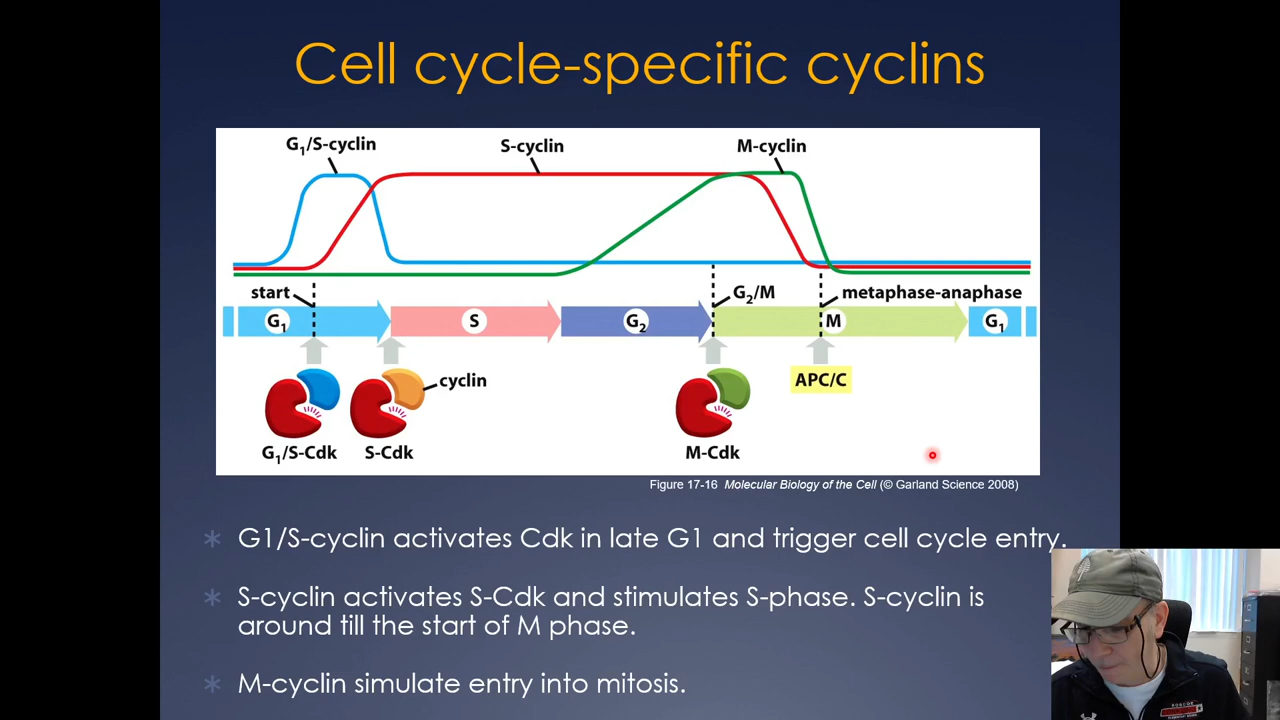 Cell cycle-specific cyclins
G₁/S-cyclin
S-cyclin
M-cyclin
start
G₂/M
metaphase-anaphase
G₁
S
G₂
M
G₁
cyclin
APC/C
G₁/S-Cdk
S-Cdk
M-Cdk
Figure 17-16 Molecular Biology of the Cell (© Garland Science 2008)
G1/S-cyclin activates Cdk in late G1 and trigger cell cycle entry.
S-cyclin activates S-Cdk and stimulates S-phase. S-cyclin is
around till the start of M phase.
M-cyclin simulate entry into mitosis.